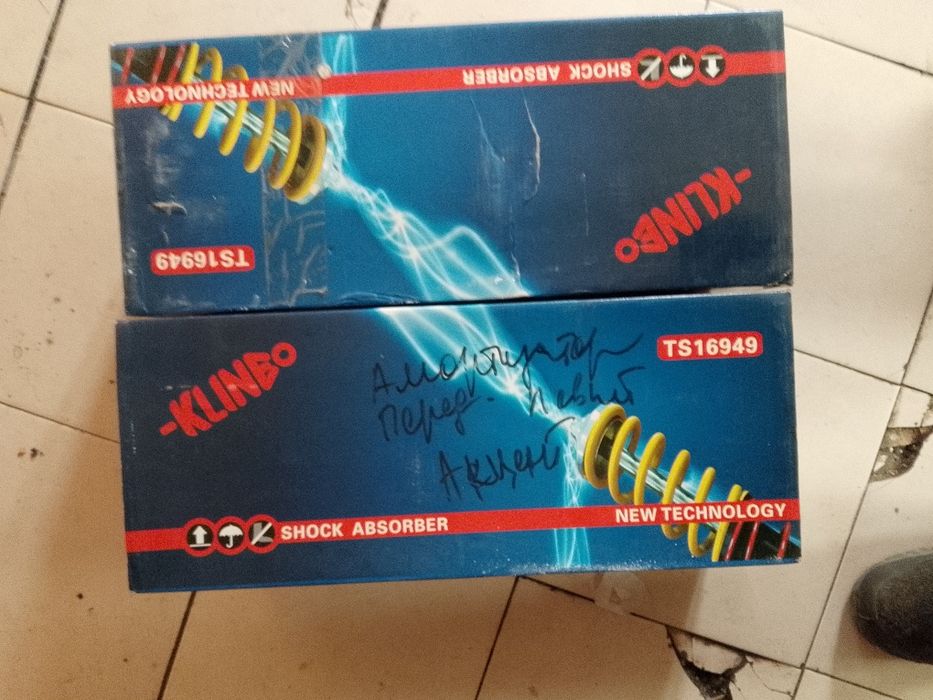 NEW TECHNOLOGY
SHOCK ABSORBER
KLINBO
TS16949
KLINBO
TS16949
Амортизатор
Перед. Левый
Акцент
SHOCK ABSORBER
NEW TECHNOLOGY